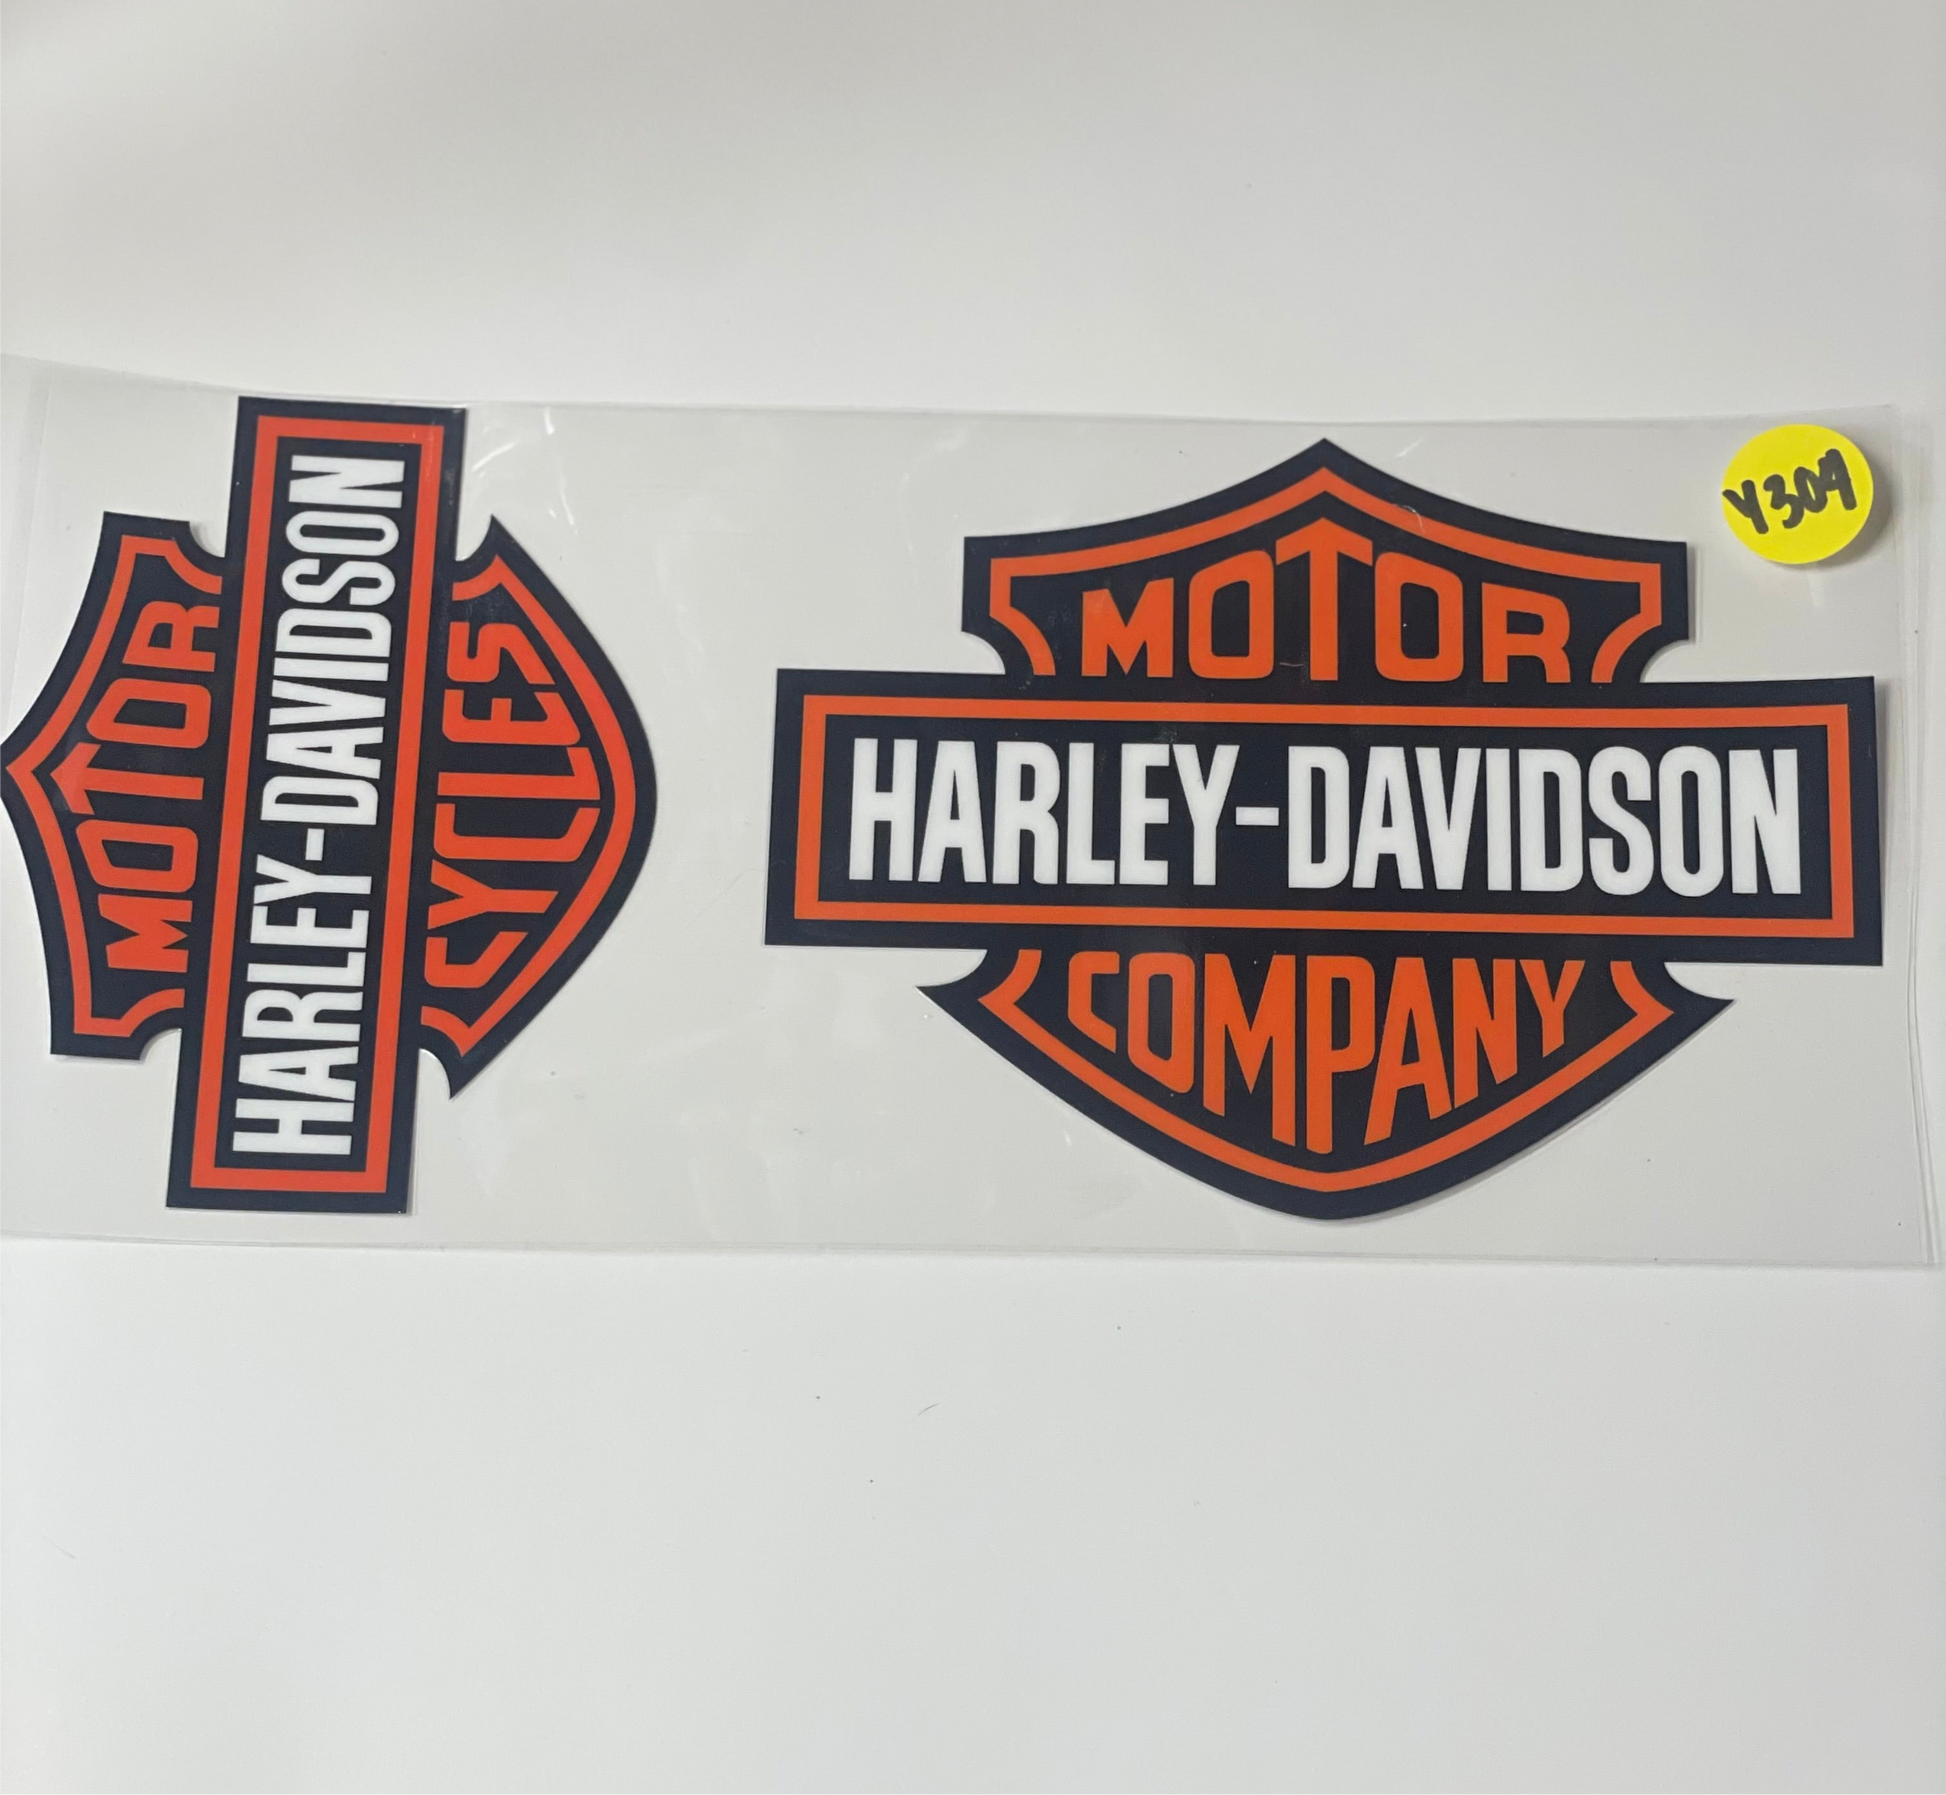 MOTOR
HARLEY-DAVIDSON
CYCLES
MOTOR
HARLEY-DAVIDSON
COMPANY
Y304